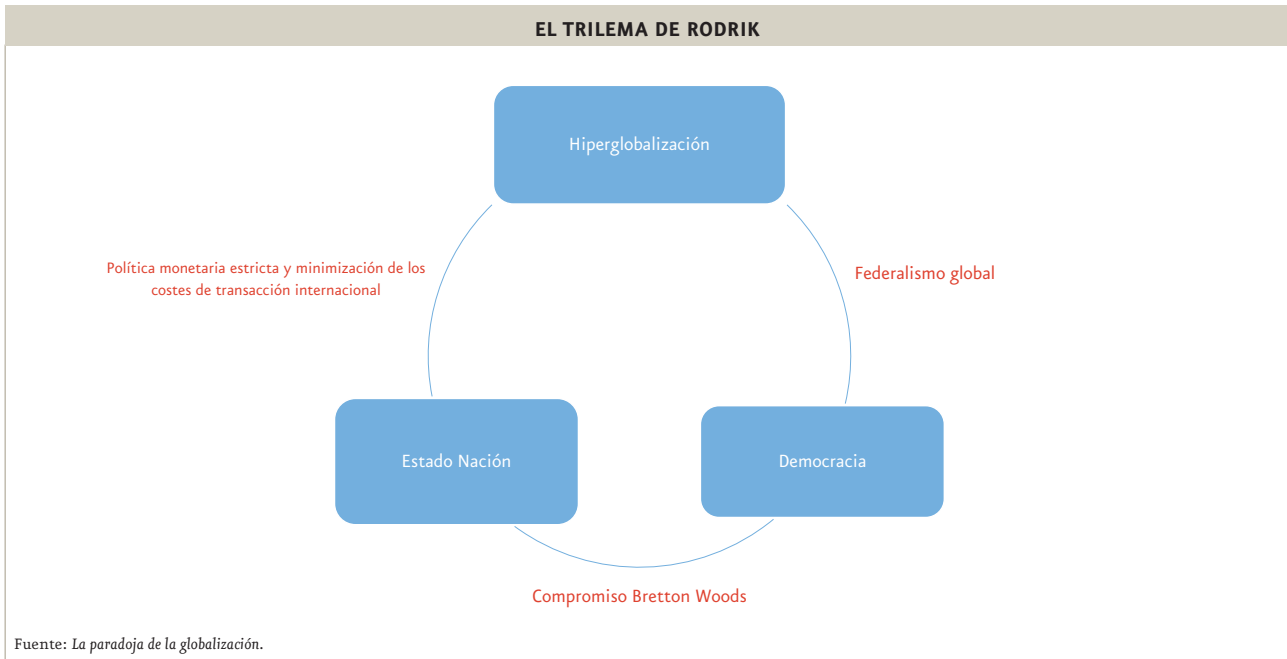 EL TRILEMA DE RODRIK
Hiperglobalización
Política monetaria estricta y minimización de los
costes de transacción internacional
Federalismo global
Estado Nación
Democracia
Compromiso Bretton Woods
Fuente: La paradoja de la globalización.